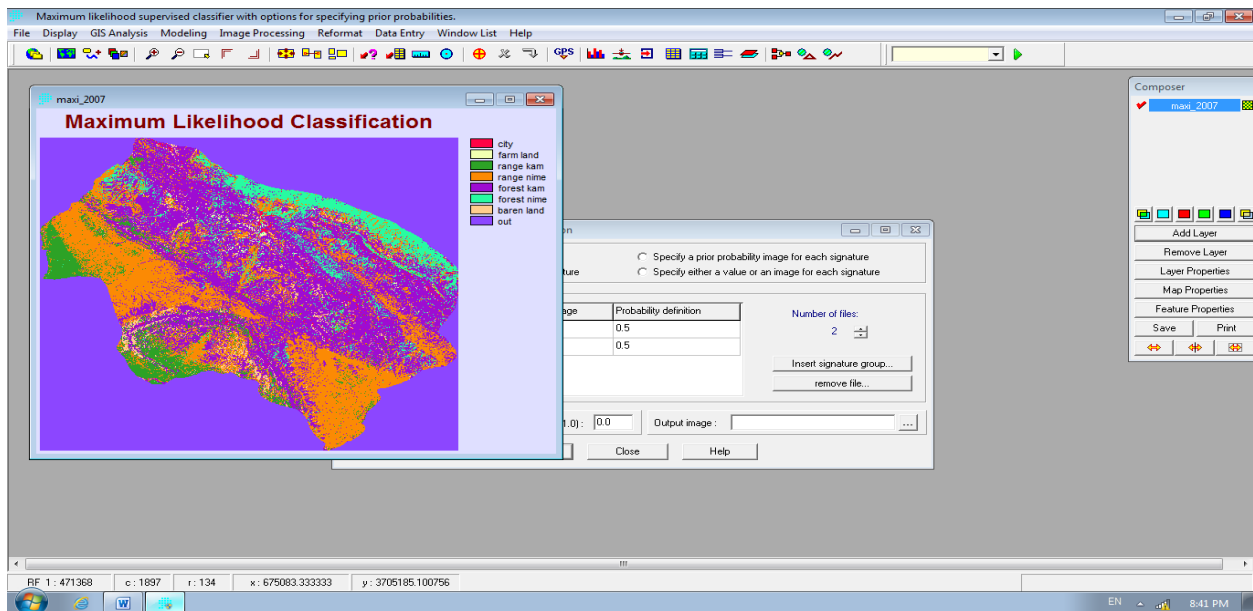 Maximum likelihood supervised classifier with options for specifying prior probabilities.
File Display GIS Analysis Modeling Image Processing Reformat Data Entry Window List Help
GPS
maxi_2007
Maximum Likelihood Classification
city
farm land
range kam
range nime
forest kam
forest nime
baren land
out
Specify a prior probability image for each signature
Specify either a value or an image for each signature
Probability definition
0.5
0.5
Number of files:
2
Insert signature group...
remove file...
1.0) : 0.0
Output image :
...
Close
Help
Composer
maxi_2007
Add Layer
Remove Layer
Layer Properties
Map Properties
Feature Properties
Save Print
RF 1 : 471368 c : 1897 r : 134 x : 675083.333333 y : 3705185.100756
EN 8:41 PM